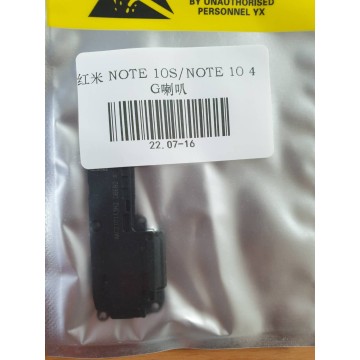 BY UNAUTHORISED
PERSONNEL YX
红米 NOTE 10S/NOTE 10 4
G喇叭
22.07-16